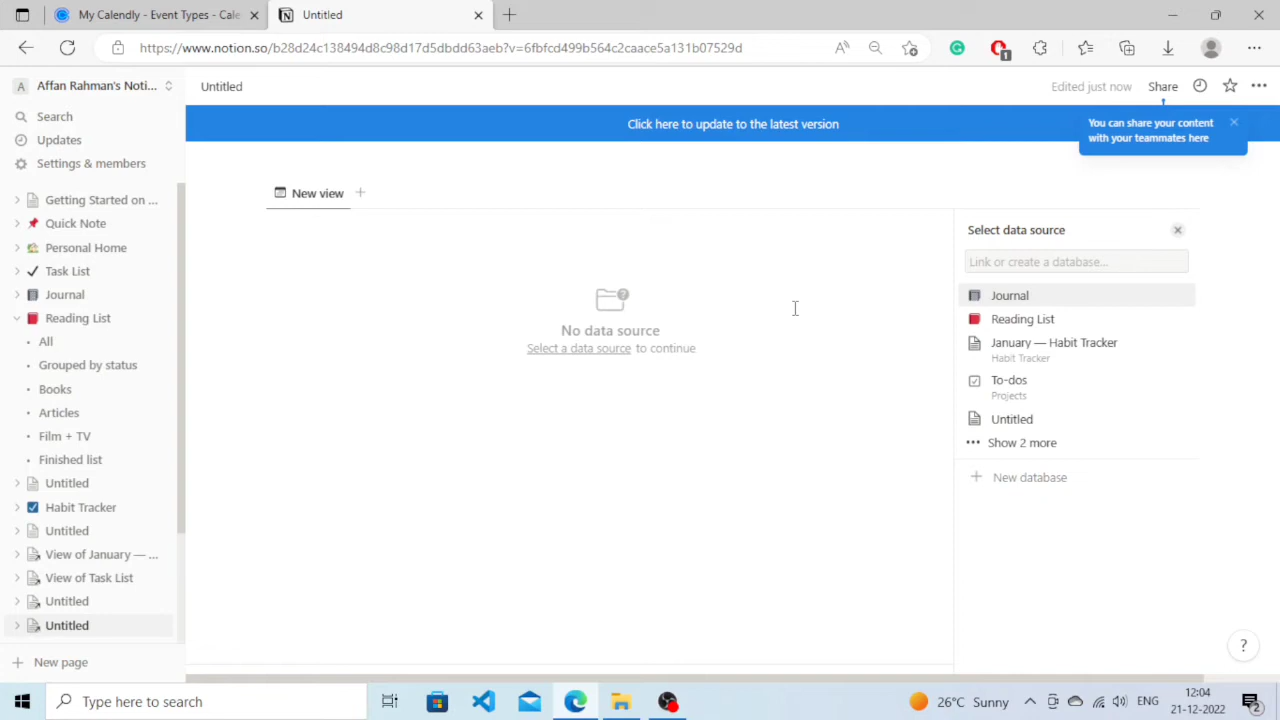 My Calendly - Event Types - Cale
Untitled
https://www.notion.so/b28d24c138494d8c98d17d5dbdd63aeb?v=6fbfcd499b564c2caace5a131b07529d
1
A Affan Rahman's Noti...
Untitled
Edited just now
Share
Search
Updates
Settings & members
Click here to update to the latest version
You can share your content
with your teammates here
Getting Started on ...
Quick Note
Personal Home
Task List
Journal
Reading List
All
Grouped by status
Books
Articles
Film + TV
Finished list
Untitled
Habit Tracker
Untitled
View of January — ...
View of Task List
Untitled
Untitled
New page
New view
No data source
Select a data source to continue
Select data source
Link or create a database...
Journal
Reading List
January — Habit Tracker
Habit Tracker
To-dos
Projects
Untitled
Show 2 more
New database
?
Type here to search
26°C Sunny
ENG
12:04
21-12-2022
2